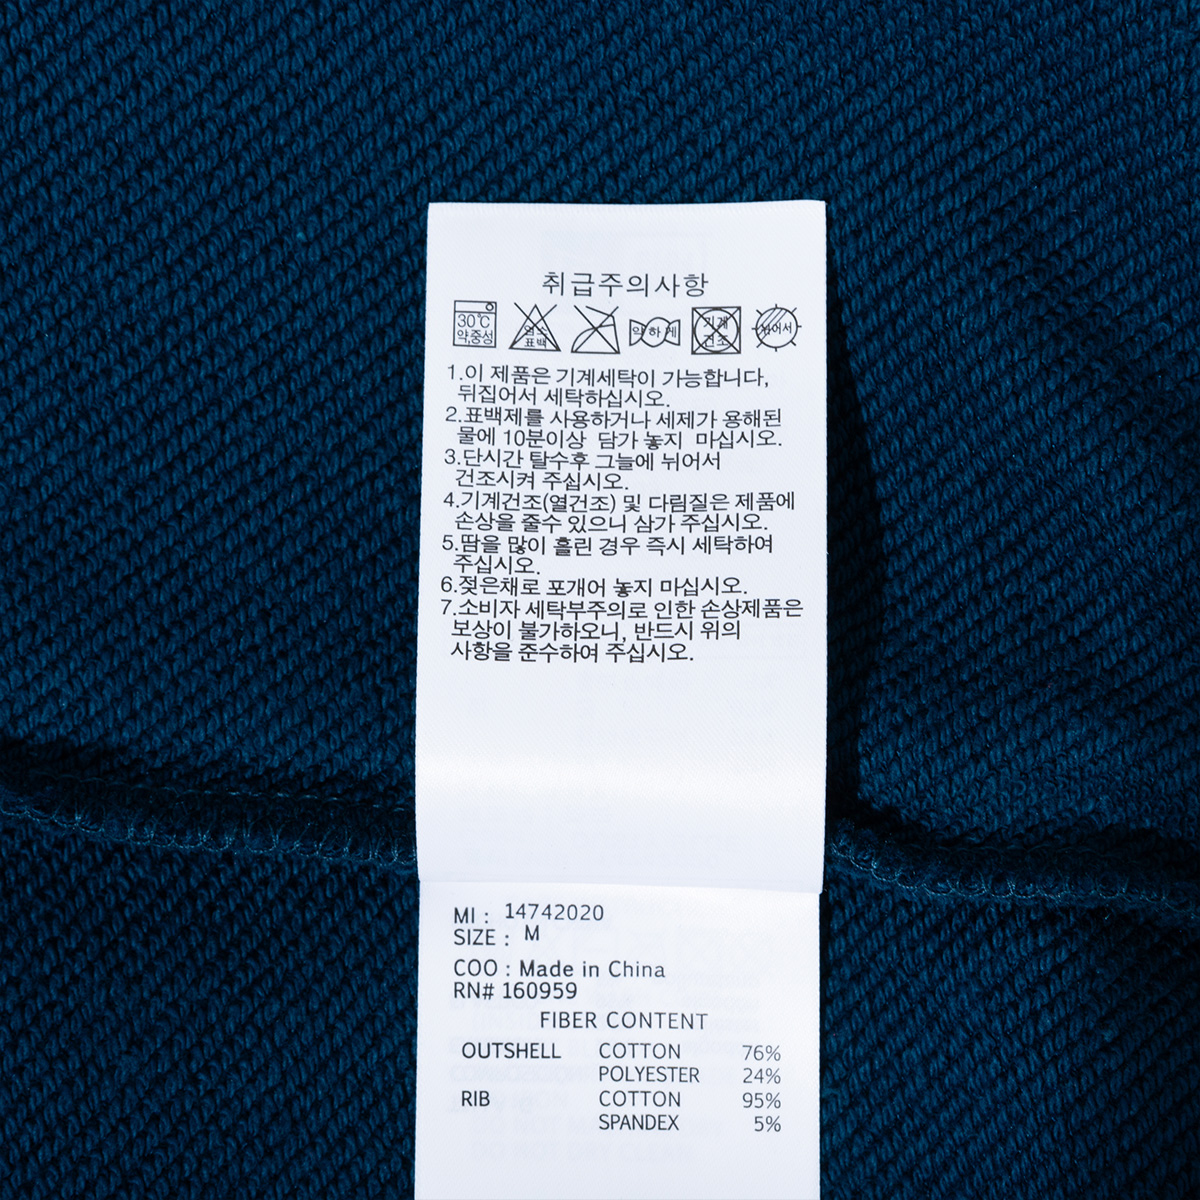 취급주의사항
30℃
약,중성
염소
표백
약하게
기계
건조
뉘어서
1.이 제품은 기계세탁이 가능합니다,
뒤집어서 세탁하십시오.
2.표백제를 사용하거나 세제가 용해된
물에 10분이상 담가 놓지 마십시오.
3.단시간 탈수후 그늘에 뉘어서
건조시켜 주십시오.
4.기계건조(열건조) 및 다림질은 제품에
손상을 줄수 있으니 삼가 주십시오.
5.땀을 많이 흘린 경우 즉시 세탁하여
주십시오.
6.젖은채로 포개어 놓지 마십시오.
7.소비자 세탁부주의로 인한 손상제품은
보상이 불가하오니, 반드시 위의
사항을 준수하여 주십시오.
MI : 14742020
SIZE : M
COO : Made in China
RN# 160959
FIBER CONTENT
OUTSHELL COTTON 76%
POLYESTER 24%
RIB COTTON 95%
SPANDEX 5%